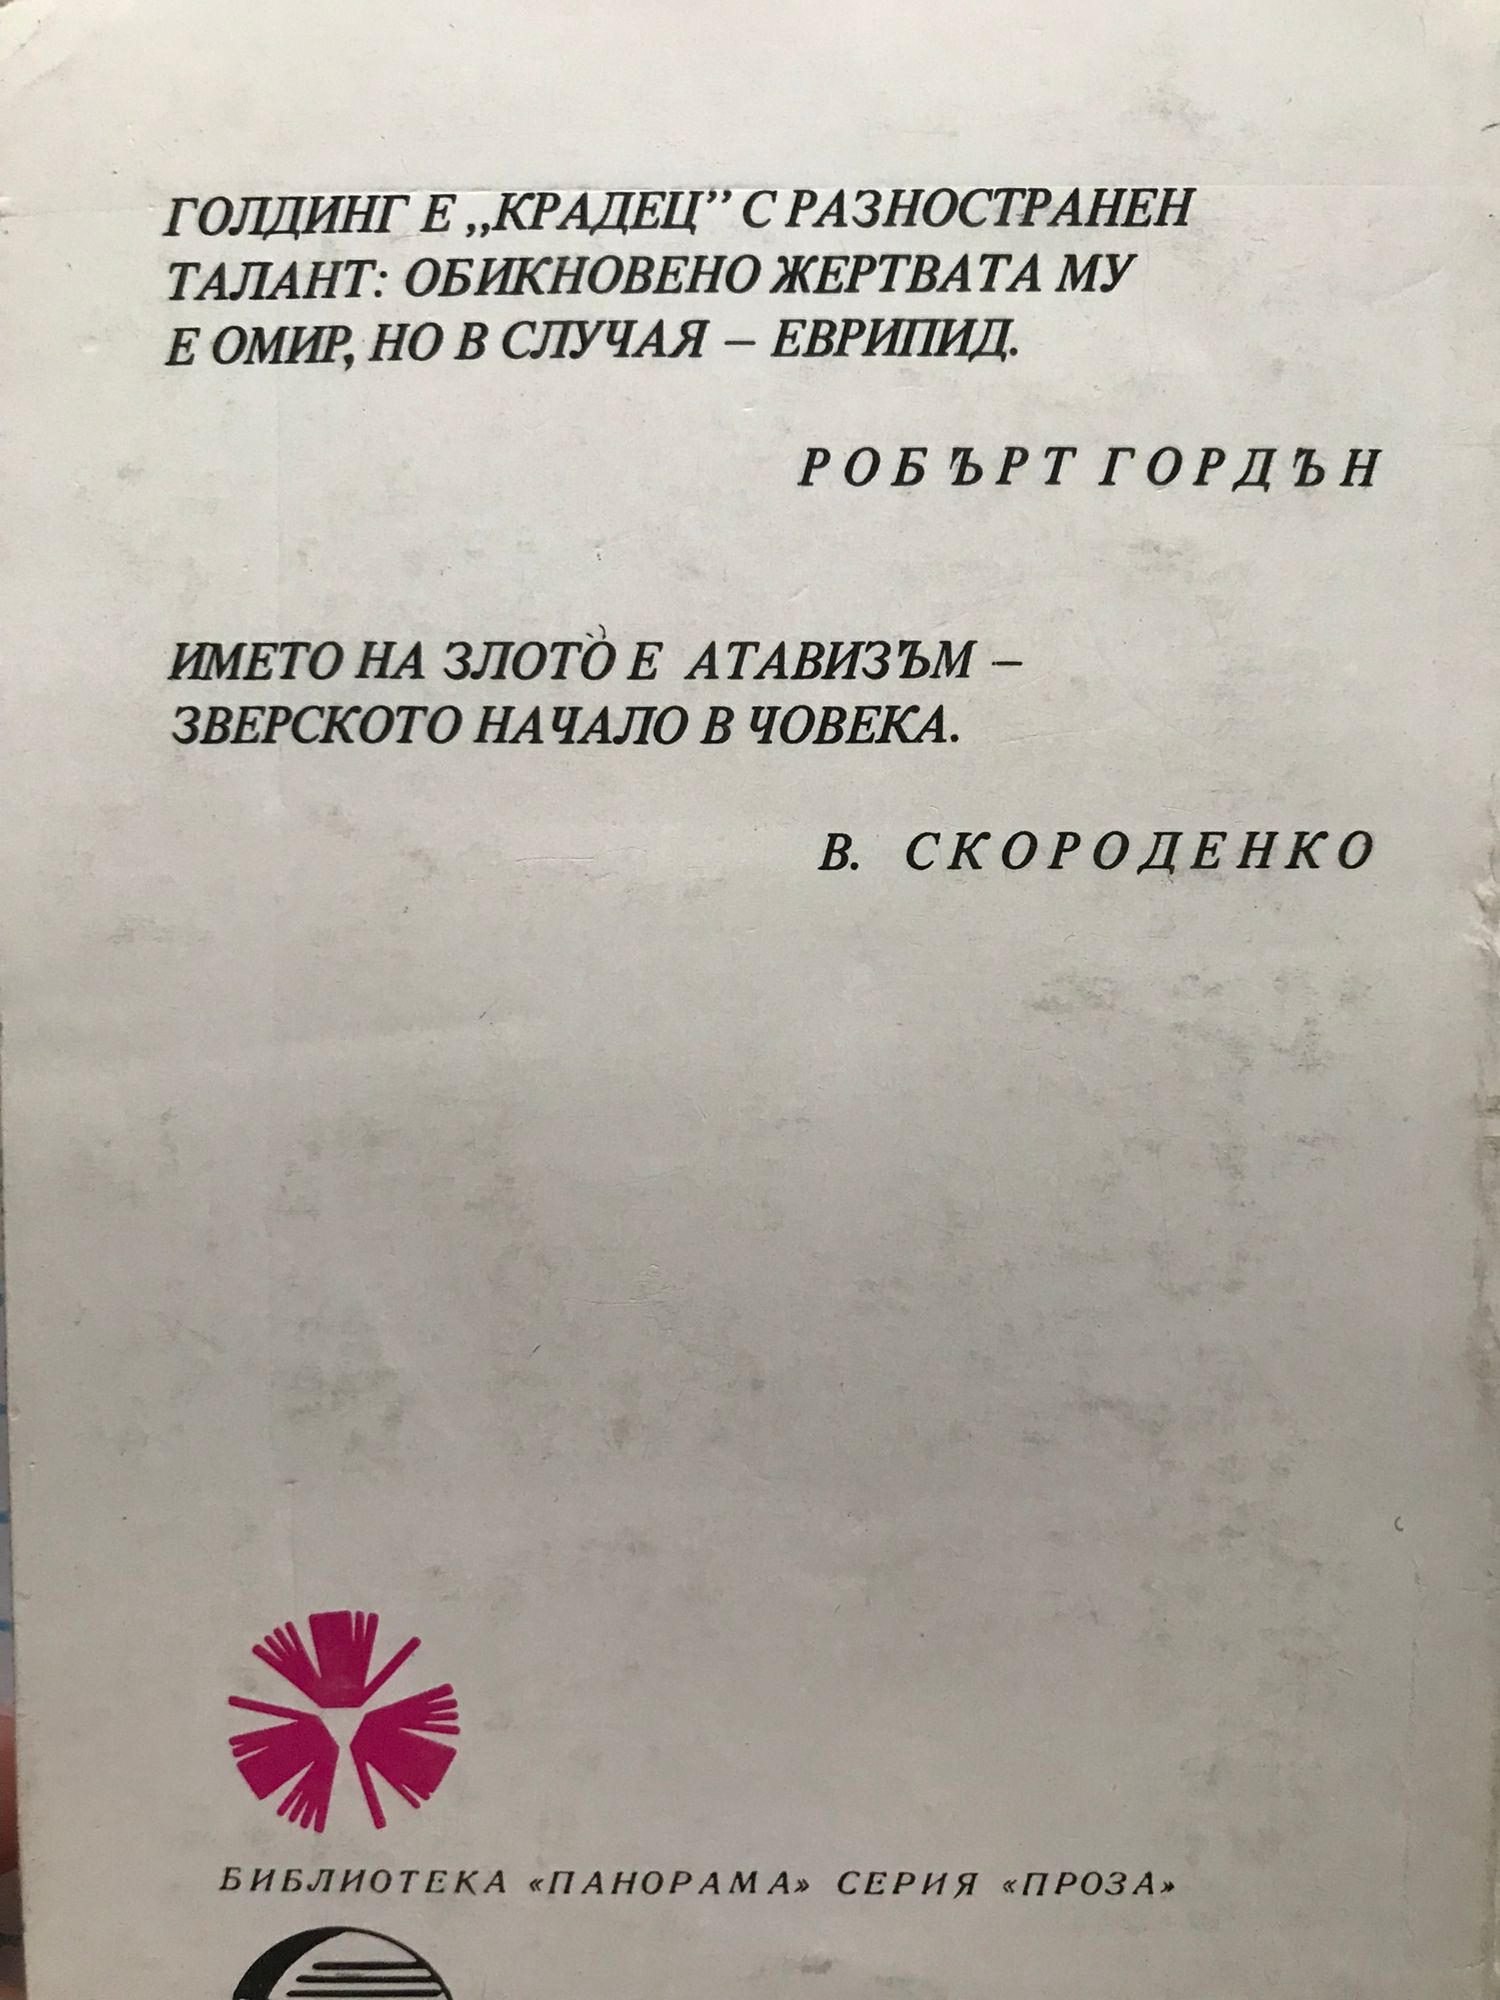 ГОЛДИНГ Е „КРАДЕЦ” С РАЗНОСТРАНЕН
ТАЛАНТ: ОБИКНОВЕНО ЖЕРТВАТА МУ
Е ОМИР, НО В СЛУЧАЯ – ЕВРИПИД.
РОБЪРТ ГОРДЪН
ИМЕТО НА ЗЛОТО̀ Е АТАВИЗЪМ –
ЗВЕРСКОТО НАЧАЛО В ЧОВЕКА.
В. СКОРОДЕНКО
БИБЛИОТЕКА «ПАНОРАМА» СЕРИЯ «ПРОЗА»